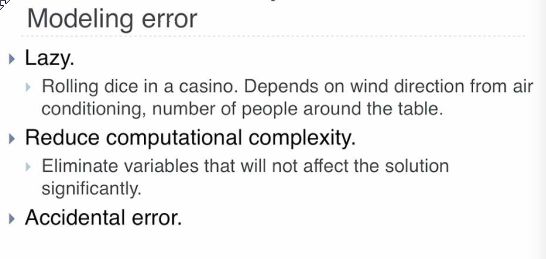 Modeling error
Lazy.
Rolling dice in a casino. Depends on wind direction from air
conditioning, number of people around the table.
Reduce computational complexity.
Eliminate variables that will not affect the solution
significantly.
Accidental error.